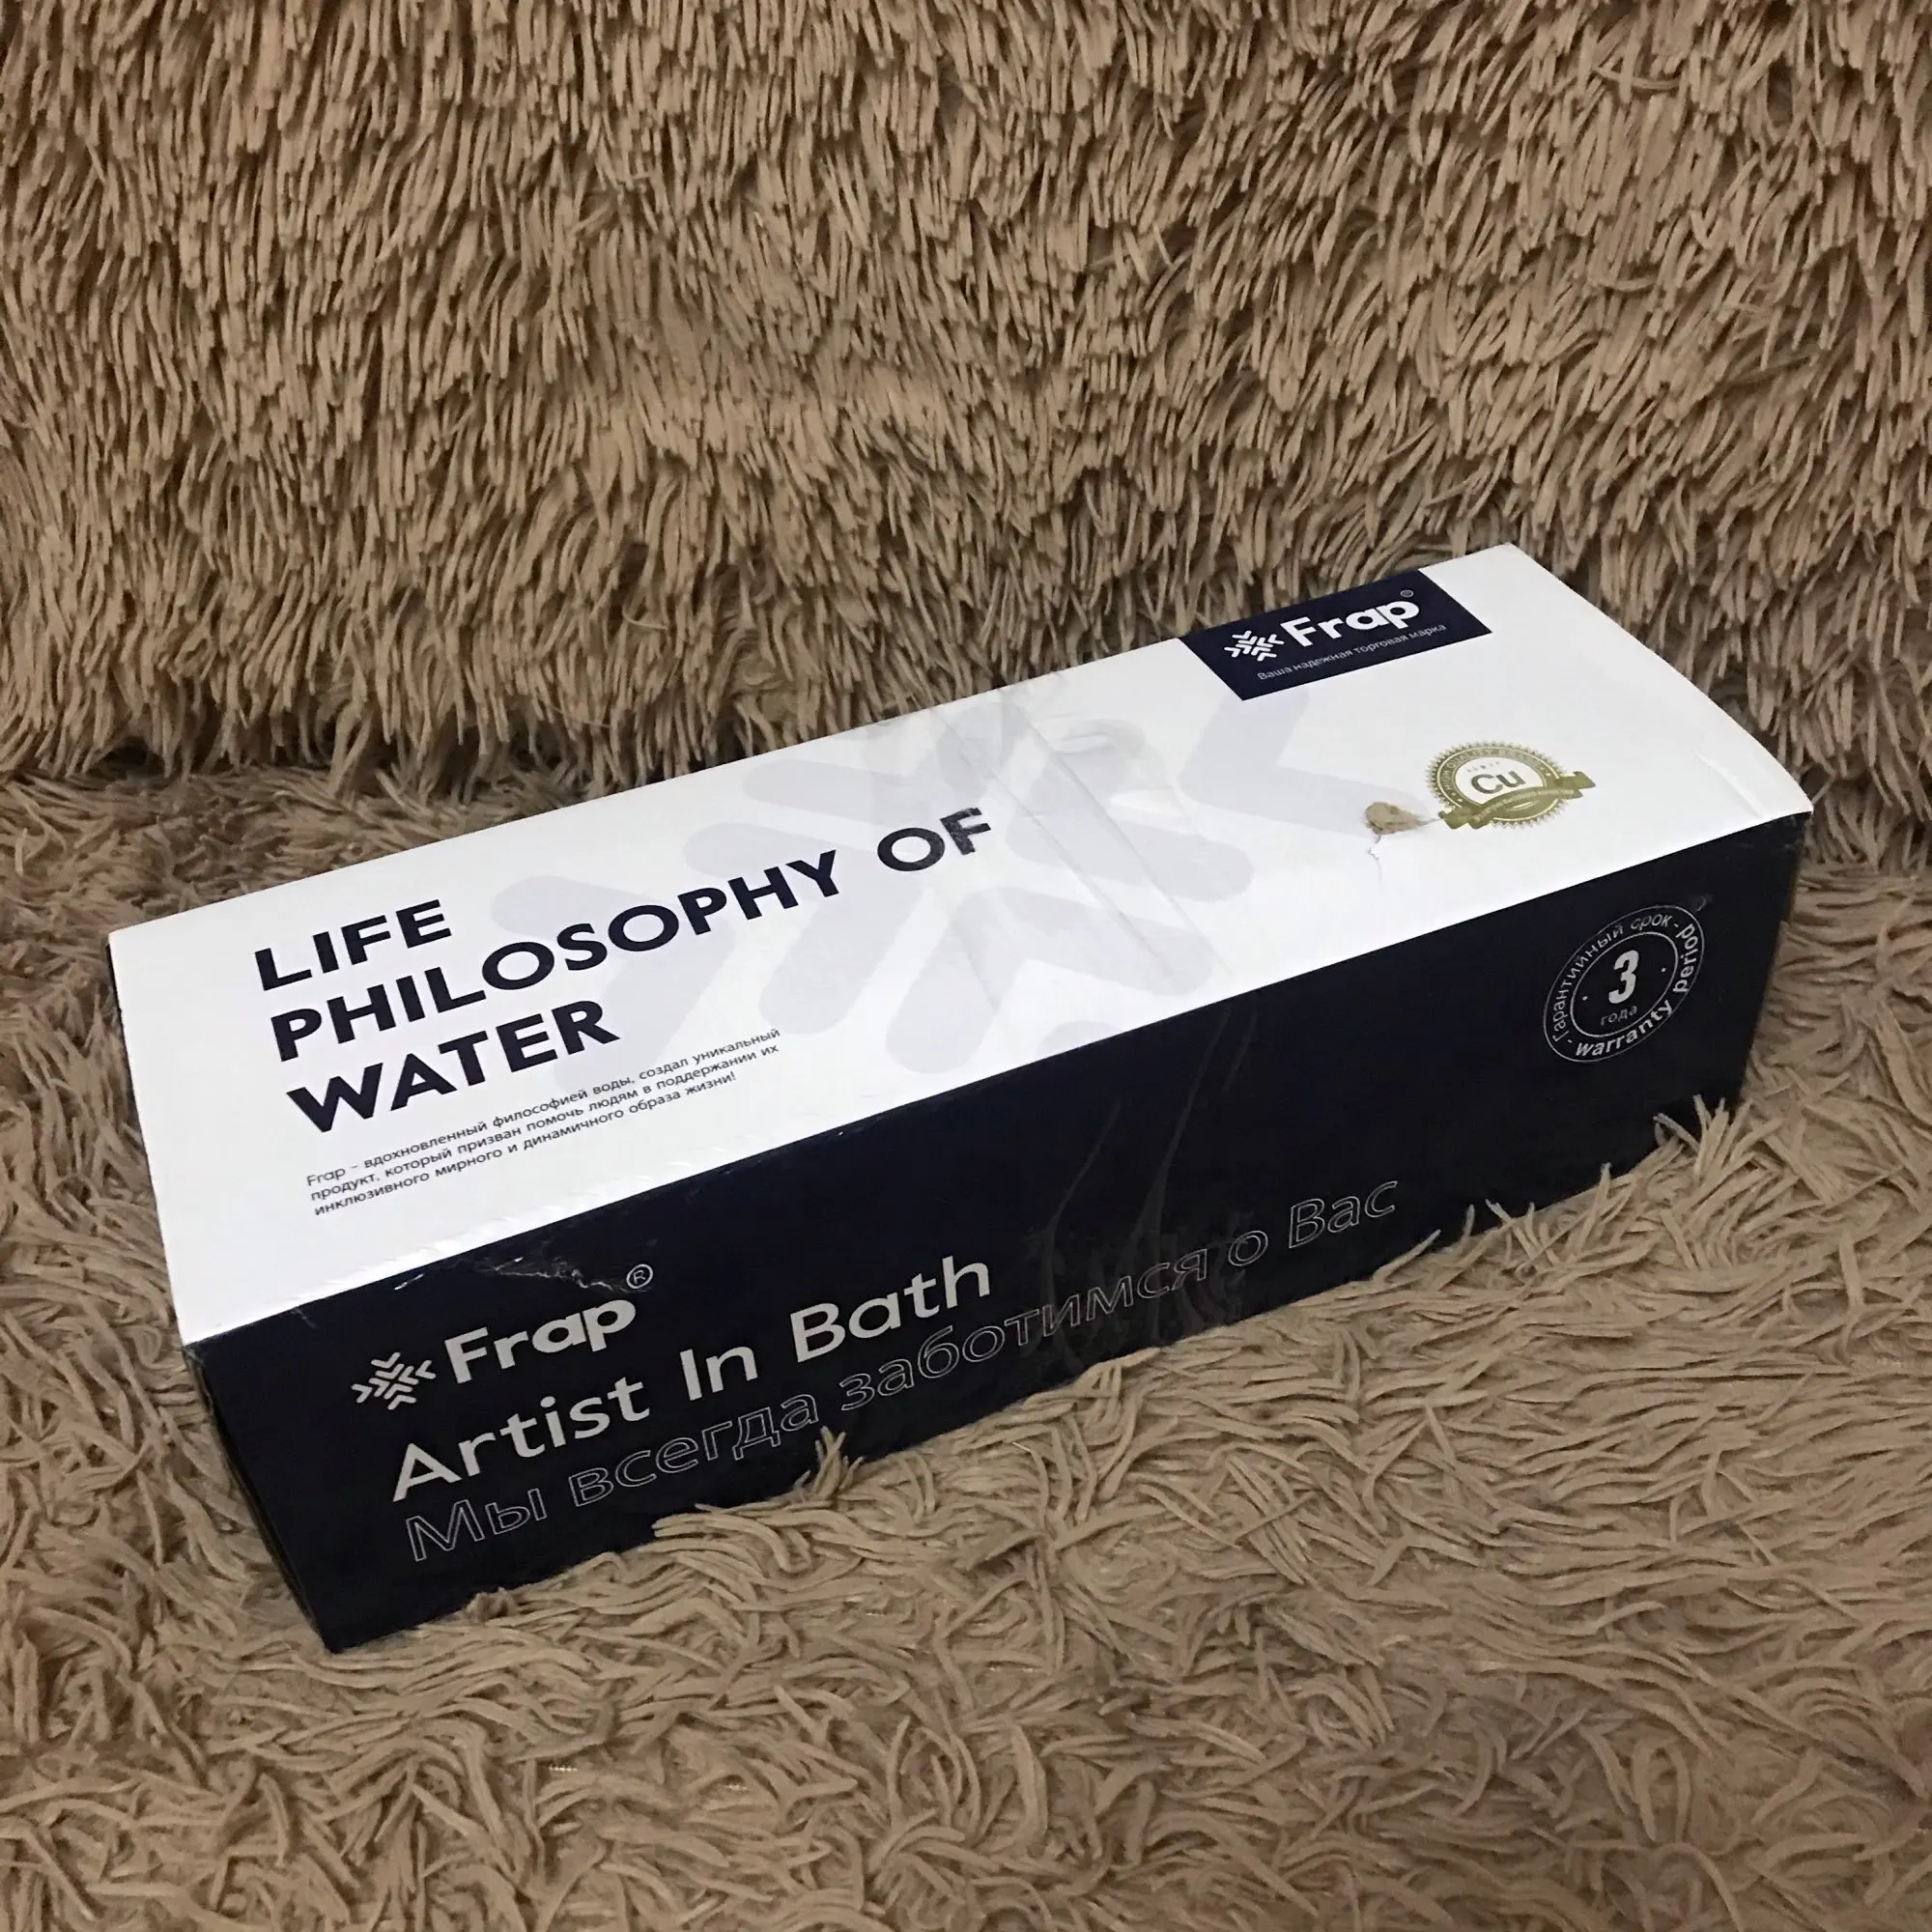 Frap®
Ваша надежная торговая марка
Cu
LIFE
PHILOSOPHY OF
WATER
Frap – вдохновленный философией воды, создал уникальный
продукт, который призван помочь людям в поддержании их
инклюзивного мирного и динамичного образа жизни!
Гарантийный срок - warranty period -
3
года
Frap®
Artist In Bath
Мы всегда заботимся о Вас